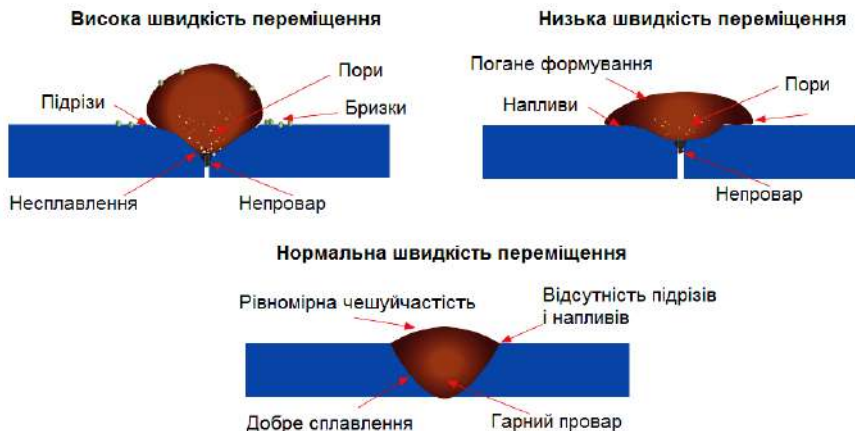 Висока швидкість переміщення
Пори
Підрізи
Бризки
Несплавлення
Непровар
Низька швидкість переміщення
Погане формування
Пори
Напливи
Непровар
Нормальна швидкість переміщення
Рівномірна чешуйчастість
Відсутність підрізів
і напливів
Добре сплавлення
Гарний провар